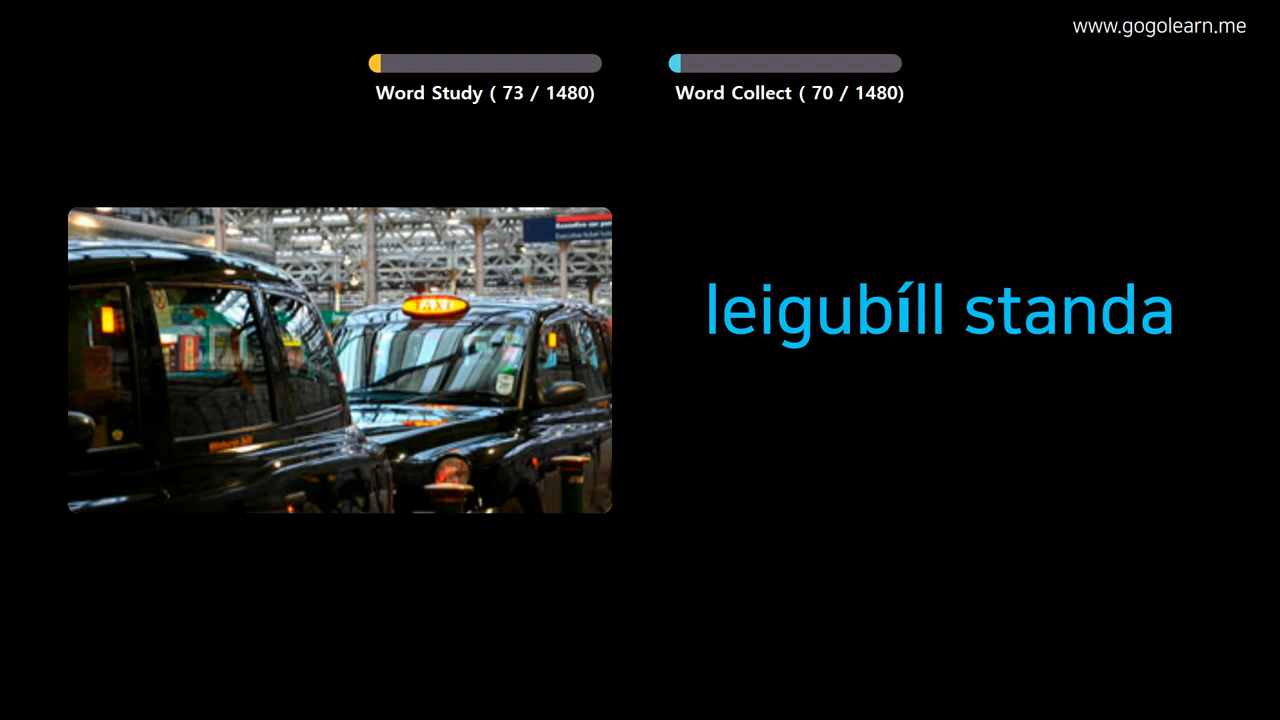 www.gogolearn.me
Word Study ( 73 / 1480)
Word Collect ( 70 / 1480)
TAXI
leigubíll standa